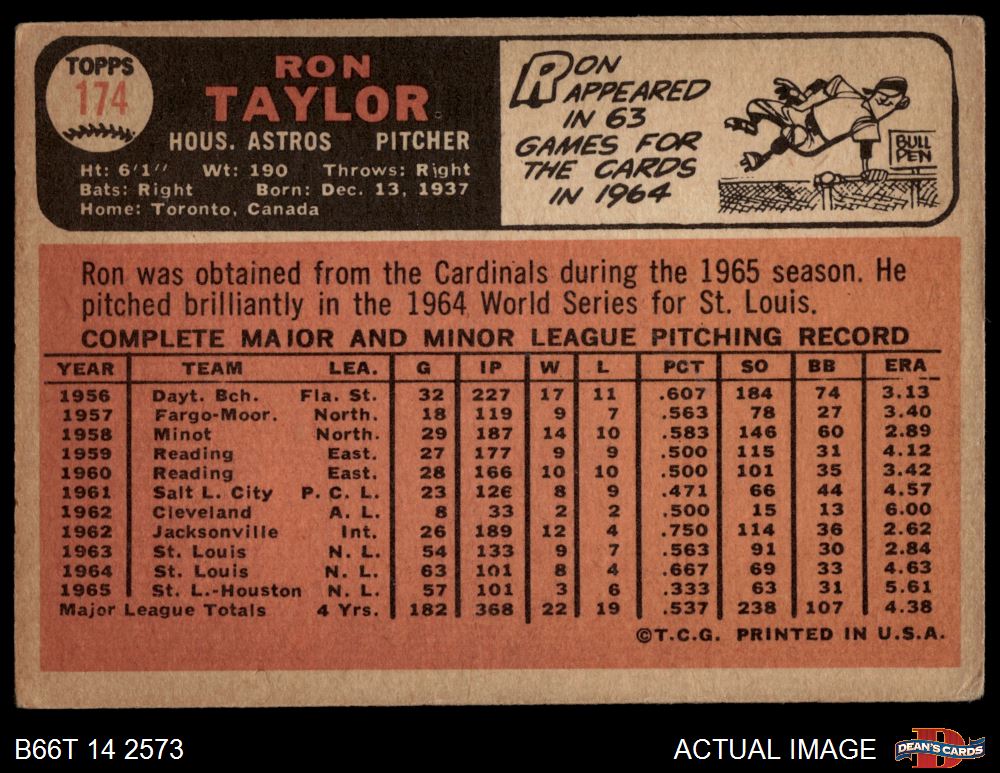 TOPPS
174
RON
TAYLOR
HOUS. ASTROS PITCHER
Ht: 6'1" Wt: 190 Throws: Right
Bats: Right Born: Dec. 13, 1937
Home: Toronto, Canada
RON
APPEARED
IN 63
GAMES FOR
THE CARDS
IN 1964
BULL
PEN
Ron was obtained from the Cardinals during the 1965 season. He
pitched brilliantly in the 1964 World Series for St. Louis.
COMPLETE MAJOR AND MINOR LEAGUE PITCHING RECORD
YEAR TEAM LEA. G IP W L PCT SO BB ERA
1956 Dayt. Bch. Fla. St. 32 227 17 11 .607 184 74 3.13
1957 Fargo-Moor. North. 18 119 9 7 .563 78 27 3.40
1958 Minot North. 29 187 14 10 .583 146 60 2.89
1959 Reading East. 27 177 9 9 .500 115 31 4.12
1960 Reading East. 28 166 10 10 .500 101 35 3.42
1961 Salt L. City P. C. L. 23 126 8 9 .471 66 44 4.57
1962 Cleveland A. L. 8 33 2 2 .500 15 13 6.00
1962 Jacksonville Int. 26 189 12 4 .750 114 36 2.62
1963 St. Louis N. L. 54 133 9 7 .563 91 30 2.84
1964 St. Louis N. L. 63 101 8 4 .667 69 33 4.63
1965 St. L.-Houston N. L. 57 101 3 6 .333 63 31 5.61
Major League Totals 4 Yrs. 182 368 22 19 .537 238 107 4.38
©T.C.G. PRINTED IN U.S.A.
B66T 14 2573
ACTUAL IMAGE
D
DEAN'S CARDS